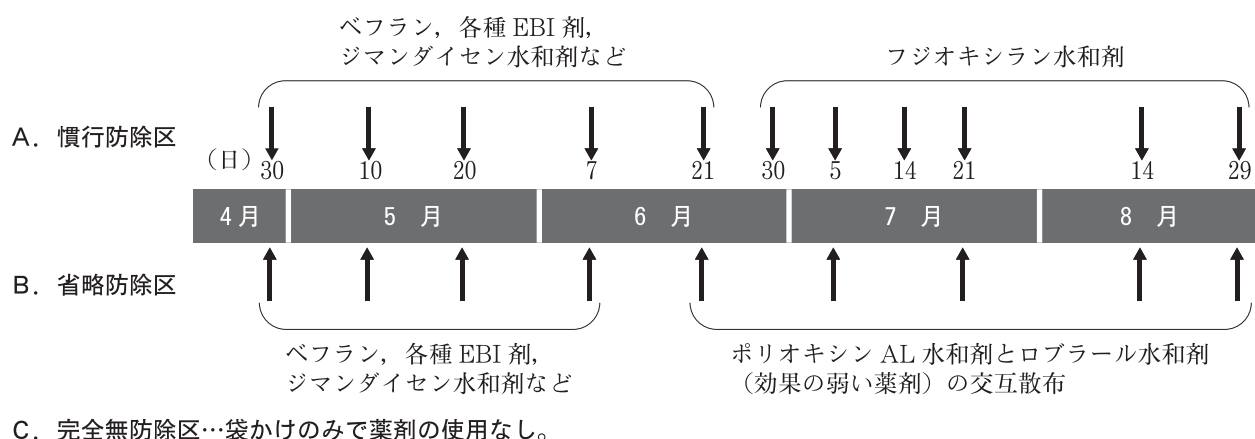 ベフラン，各種 EBI 剤，
ジマンダイセン水和剤など
フジオキシラン水和剤
A．慣行防除区
（日）30 10 20 7 21 30 5 14 21 14 29
4月 5 月 6 月 7 月 8 月
B．省略防除区
ベフラン，各種 EBI 剤，
ジマンダイセン水和剤など
ポリオキシン AL 水和剤とロブラール水和剤
（効果の弱い薬剤）の交互散布
C．完全無防除区…袋かけのみで薬剤の使用なし。